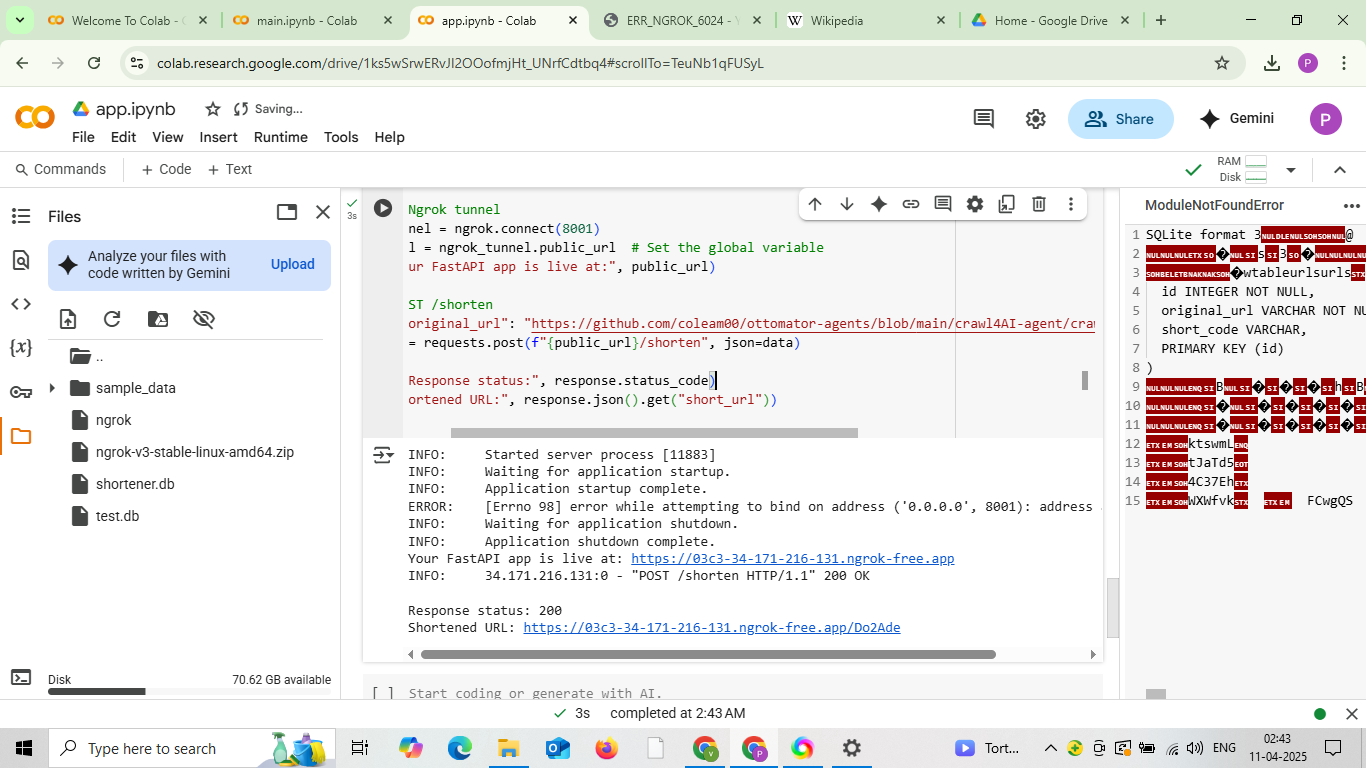 Welcome To Colab - C
main.ipynb - Colab
app.ipynb - Colab
ERR_NGROK_6024 - Y
Wikipedia
Home - Google Drive
colab.research.google.com/drive/1ks5wSrwERvJI2OOofmjHt_UNrfCdtbq4#scrollTo=TeuNb1qFUSyL
P
app.ipynb
Saving...
File Edit View Insert Runtime Tools Help
Share
Gemini
P
Commands
+ Code + Text
RAM
Disk
Files
Analyze your files with
code written by Gemini
Upload
..
sample_data
ngrok
ngrok-v3-stable-linux-amd64.zip
shortener.db
test.db
Disk
70.62 GB available
3s
Ngrok tunnel
nel = ngrok.connect(8001)
l = ngrok_tunnel.public_url  # Set the global variable
ur FastAPI app is live at:", public_url)
ST /shorten
original_url": "https://github.com/coleam00/ottomator-agents/blob/main/crawl4AI-agent/craw
= requests.post(f"{public_url}/shorten", json=data)
Response status:", response.status_code)
ortened URL:", response.json().get("short_url"))
INFO:     Started server process [11883]
INFO:     Waiting for application startup.
INFO:     Application startup complete.
ERROR:    [Errno 98] error while attempting to bind on address ('0.0.0.0', 8001): address
INFO:     Waiting for application shutdown.
INFO:     Application shutdown complete.
Your FastAPI app is live at: https://03c3-34-171-216-131.ngrok-free.app
INFO:     34.171.216.131:0 - "POST /shorten HTTP/1.1" 200 OK
Response status: 200
Shortened URL: https://03c3-34-171-216-131.ngrok-free.app/Do2Ade
[ ] Start coding or generate with AI.
ModuleNotFoundError
1 SQLite format 3
2
3 wtableurlsurls
4 id INTEGER NOT NULL,
5 original_url VARCHAR NOT NU
6 short_code VARCHAR,
7 PRIMARY KEY (id)
8 )
9
10
11
12 ktswmL
13 tJaTd5
14 4C37Eh
15 WXWfvk FCwgQS
3s completed at 2:43 AM
Type here to search
Tort...
ENG
02:43
11-04-2025